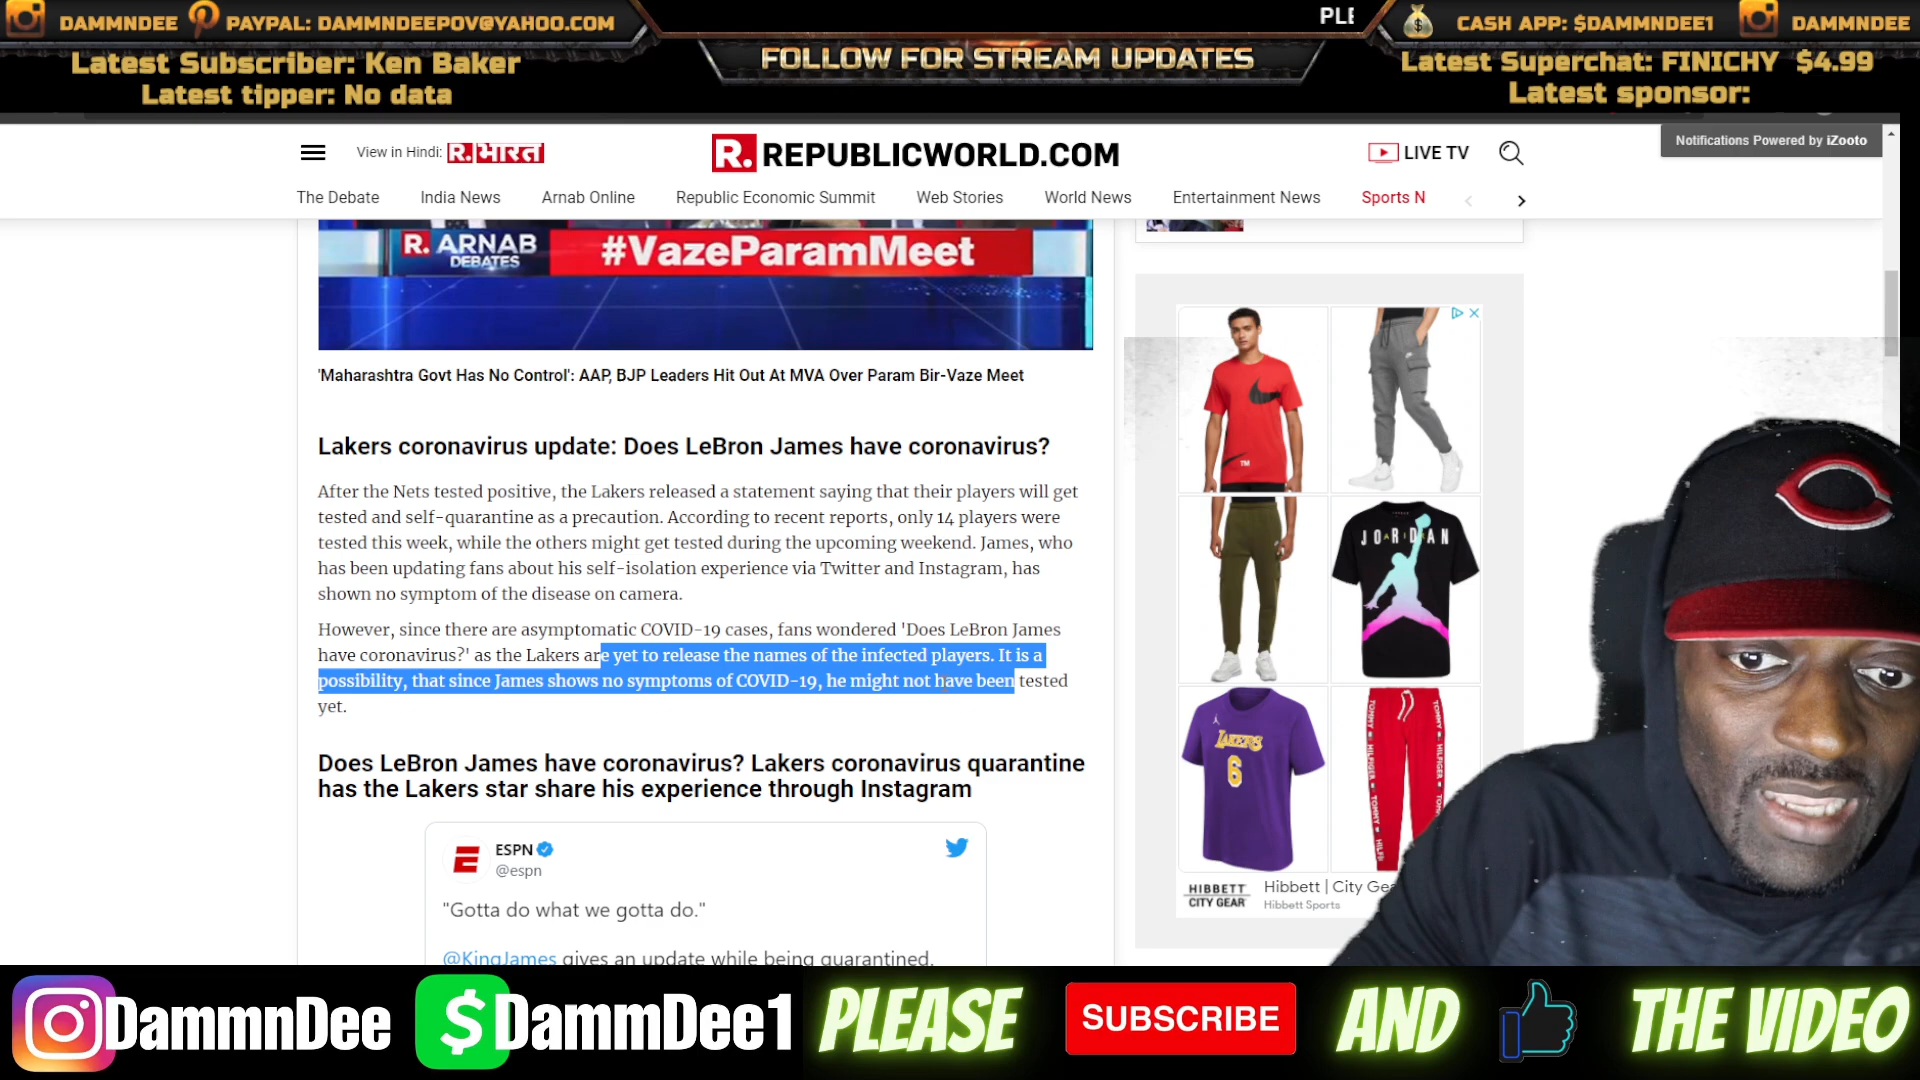 DAMMNDEE
PAYPAL: DAMMNDEEPOV@YAHOO.COM
PLE
CASH APP: $DAMMNDEE1
DAMMNDEE
FOLLOW FOR STREAM UPDATES
Latest Subscriber: Ken Baker
Latest tipper: No data
Latest Superchat: FINICHY $4.99
Latest sponsor:
Notifications Powered by iZooto
View in Hindi: R. भारत
R. REPUBLICWORLD.COM
LIVE TV
The Debate
India News
Arnab Online
Republic Economic Summit
Web Stories
World News
Entertainment News
Sports N
R. ARNAB
DEBATES
#VazeParamMeet
'Maharashtra Govt Has No Control': AAP, BJP Leaders Hit Out At MVA Over Param Bir-Vaze Meet
Lakers coronavirus update: Does LeBron James have coronavirus?
After the Nets tested positive, the Lakers released a statement saying that their players will get
tested and self-quarantine as a precaution. According to recent reports, only 14 players were
tested this week, while the others might get tested during the upcoming weekend. James, who
has been updating fans about his self-isolation experience via Twitter and Instagram, has
shown no symptom of the disease on camera.
However, since there are asymptomatic COVID-19 cases, fans wondered 'Does LeBron James
have coronavirus?' as the Lakers are yet to release the names of the infected players. It is a
possibility, that since James shows no symptoms of COVID-19, he might not have been tested
yet.
Does LeBron James have coronavirus? Lakers coronavirus quarantine
has the Lakers star share his experience through Instagram
ESPN
@espn
"Gotta do what we gotta do."
@KingJames gives an update while being quarantined.
TM
JORDAN
LAKERS
6
TOMMY HILFIGER
HIBBETT
CITY GEAR
Hibbett | City Gea
Hibbett Sports
DammnDee
$DammDee1
PLEASE
SUBSCRIBE
AND
THE VIDEO